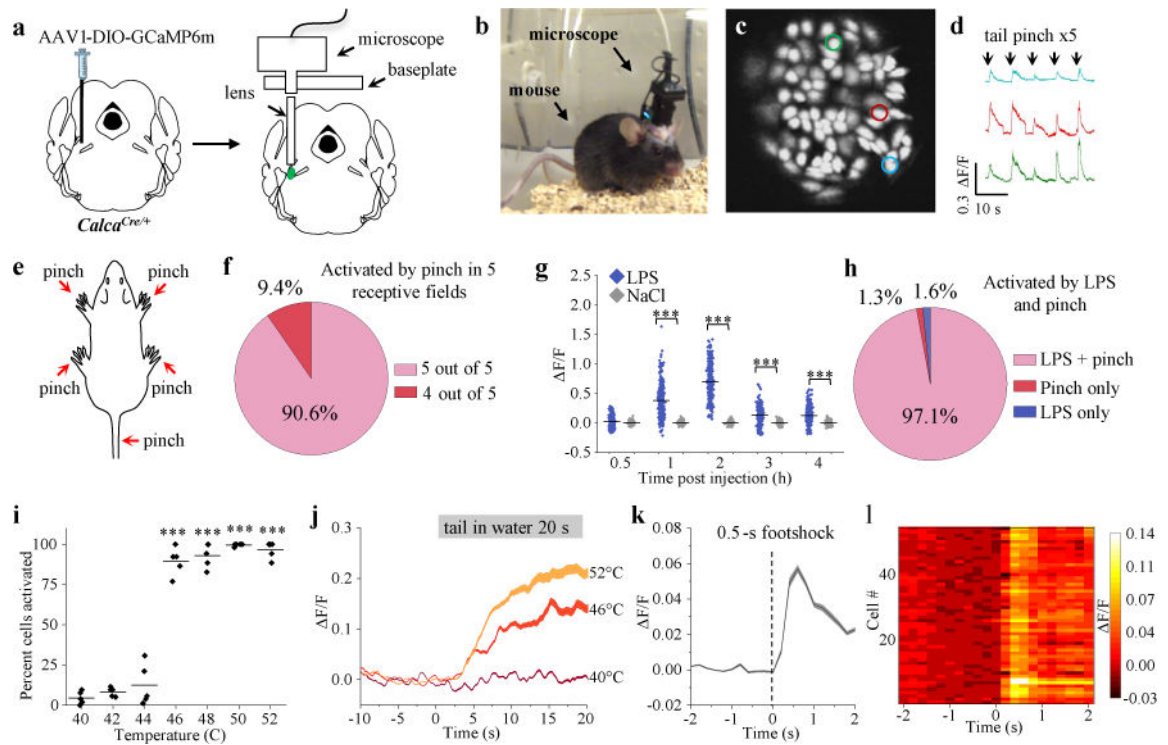 a
AAV1-DIO-GCaMP6m
microscope
baseplate
lens
Calca^Cre/+
b
microscope
mouse
c
d
tail pinch x5
0.3 ΔF/F
10 s
e
pinch
pinch
pinch
pinch
pinch
f
Activated by pinch in 5
receptive fields
9.4%
90.6%
5 out of 5
4 out of 5
g
LPS
NaCl
ΔF/F
2.5
2.0
1.5
1.0
0.5
0.0
-0.5
***
***
***
***
0.5
1
2
3
4
Time post injection (h)
h
Activated by LPS
and pinch
1.3%
1.6%
97.1%
LPS + pinch
Pinch only
LPS only
i
Percent cells activated
100
75
50
25
0
*** *** *** ***
40 42 44 46 48 50 52
Temperature (C)
j
tail in water 20 s
ΔF/F
0.3
0.2
0.1
0.0
52°C
46°C
40°C
-10 -5 0 5 10 15 20
Time (s)
k
0.5 -s footshock
ΔF/F
0.08
0.06
0.04
0.02
0.00
-0.02
-2 -1 0 1 2
Time (s)
l
Cell #
40
20
-2 -1 0 1 2
Time (s)
ΔF/F
0.14
0.11
0.08
0.06
0.03
0.00
-0.03